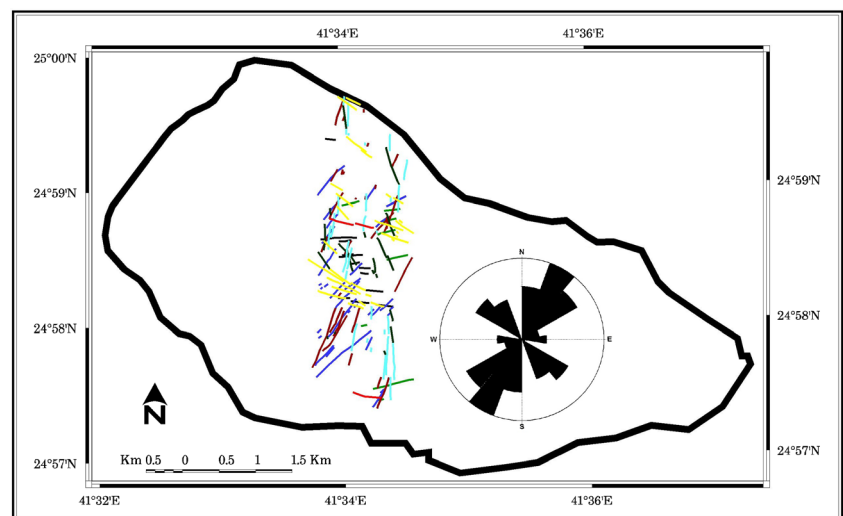 41°34'E 41°36'E
25°00'N
24°59'N 24°59'N
24°58'N 24°58'N
24°57'N 24°57'N
N
W E
S
N
Km 0.5 0 0.5 1 1.5 Km
41°32'E 41°34'E 41°36'E